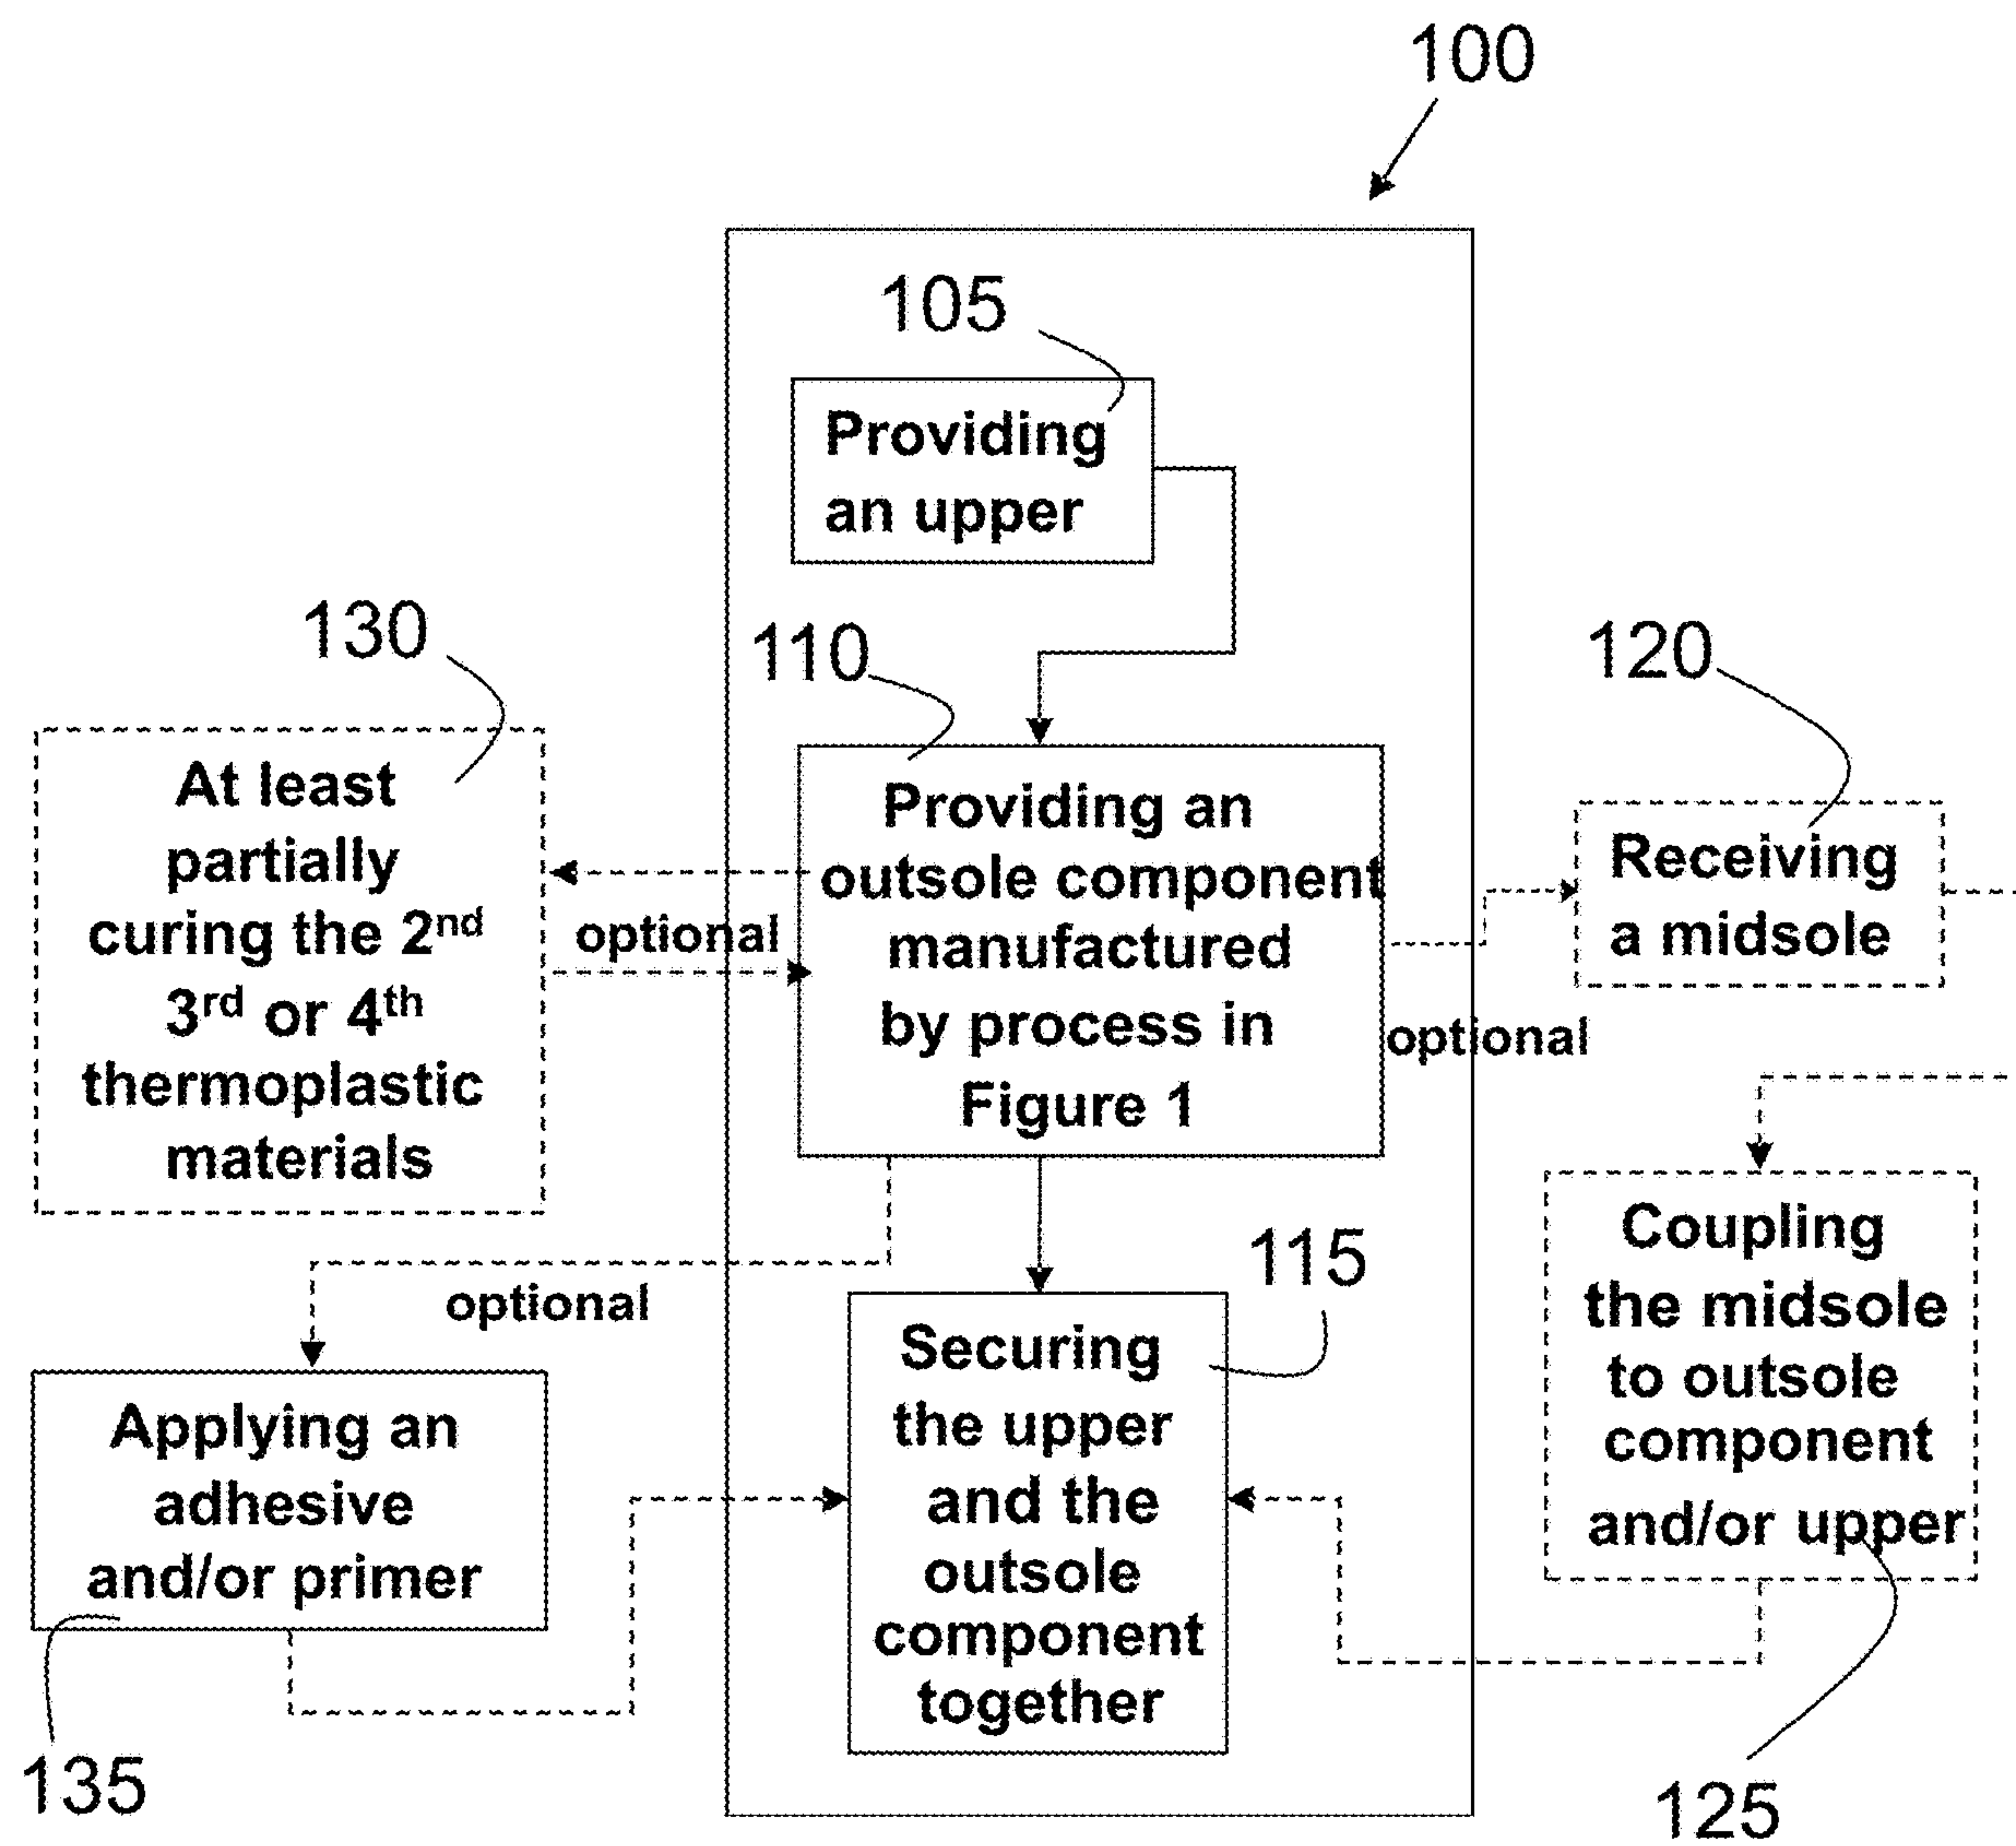 100
105
Providing
an upper
130
110
120
At least
partially
curing the 2nd
3rd or 4th
thermoplastic
materials
optional
Providing an
outsole component
manufactured
by process in
Figure 1
optional
Receiving
a midsole
optional
115
Applying an
adhesive
and/or primer
135
Securing
the upper
and the
outsole
component
together
Coupling
the midsole
to outsole
component
and/or upper
125